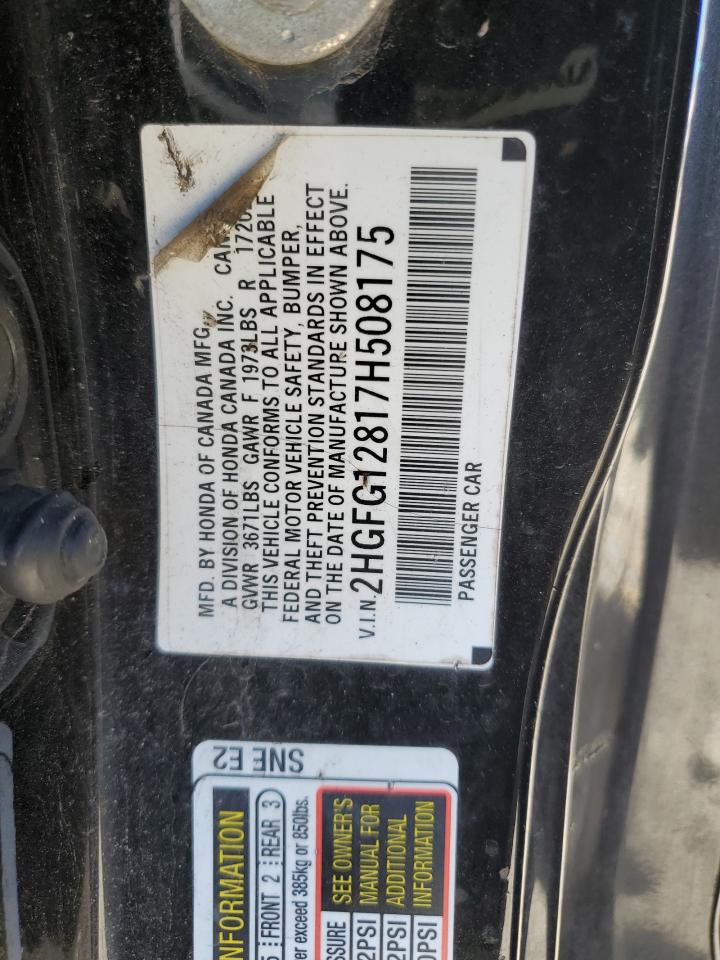 MFD. BY HONDA OF CANADA MFG.,
A DIVISION OF HONDA CANADA INC.
GVWR 3671LBS GAWR F 1973LBS R
THIS VEHICLE CONFORMS TO ALL APPLICABLE
FEDERAL MOTOR VEHICLE SAFETY, BUMPER,
AND THEFT PREVENTION STANDARDS IN EFFECT
ON THE DATE OF MANUFACTURE SHOWN ABOVE.
V.I.N. 2HGFG12817H508175
PASSENGER CAR
SNE E2
FRONT 2 REAR 3
exceed 385kg or 850lbs.
SEE OWNER'S
MANUAL FOR
ADDITIONAL
INFORMATION